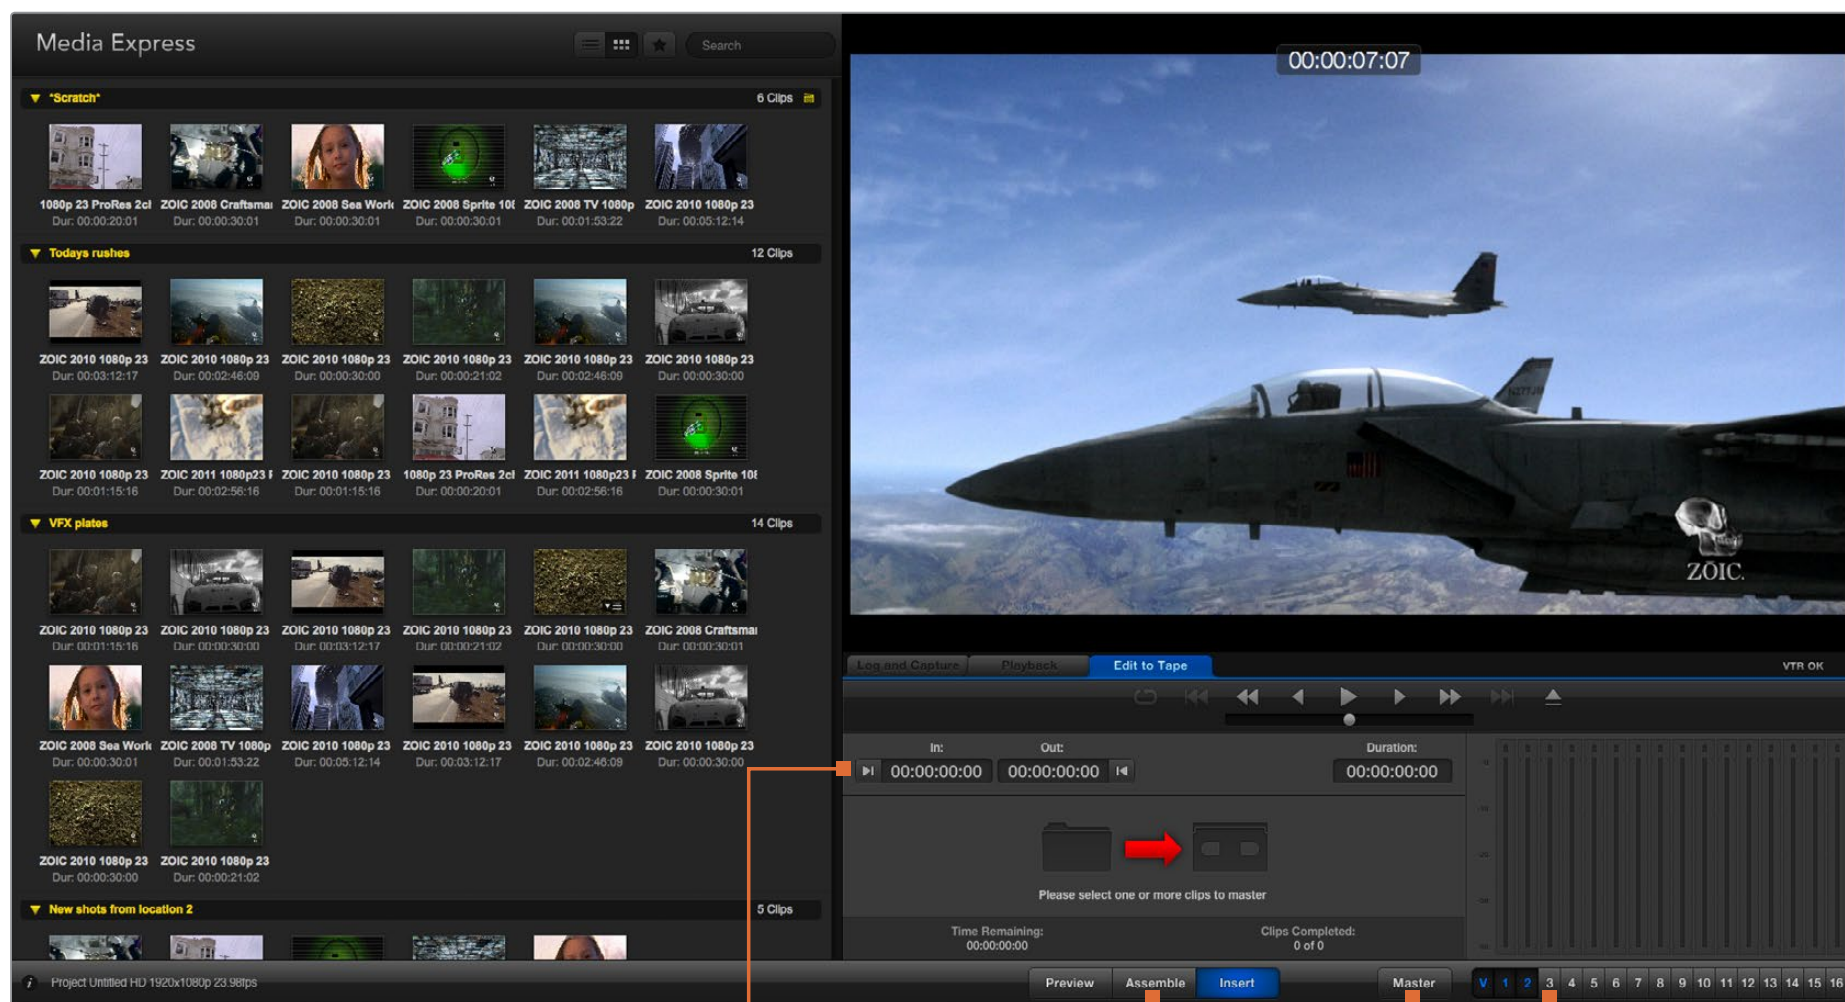 Media Express
Search
*Scratch* 6 Clips
1080p 23 ProRes 2cl ZOIC 2008 Craftsma ZOIC 2008 Sea Work ZOIC 2008 Sprite 10 ZOIC 2008 TV 1080p ZOIC 2010 1080p 23
Dur: 00:00:20:01 Dur: 00:00:30:01 Dur: 00:00:30:01 Dur: 00:00:30:01 Dur: 00:01:53:22 Dur: 00:05:12:14
Todays rushes 12 Clips
ZOIC 2010 1080p 23 ZOIC 2010 1080p 23 ZOIC 2010 1080p 23 ZOIC 2010 1080p 23 ZOIC 2010 1080p 23 ZOIC 2010 1080p 23
Dur: 00:03:12:17 Dur: 00:02:46:09 Dur: 00:00:30:00 Dur: 00:00:21:02 Dur: 00:02:46:09 Dur: 00:00:30:00
ZOIC 2010 1080p 23 ZOIC 2011 1080p23 ZOIC 2010 1080p 23 1080p 23 ProRes 2cl ZOIC 2011 1080p23 ZOIC 2008 Sprite 10
Dur: 00:01:15:16 Dur: 00:02:56:16 Dur: 00:01:15:16 Dur: 00:00:20:01 Dur: 00:02:56:16 Dur: 00:00:30:01
VFX plates 14 Clips
ZOIC 2010 1080p 23 ZOIC 2010 1080p 23 ZOIC 2010 1080p 23 ZOIC 2010 1080p 23 ZOIC 2010 1080p 23 ZOIC 2008 Craftsma
Dur: 00:01:15:16 Dur: 00:00:30:00 Dur: 00:03:12:17 Dur: 00:00:21:02 Dur: 00:00:30:00 Dur: 00:00:30:01
ZOIC 2008 Sea Work ZOIC 2008 TV 1080p ZOIC 2010 1080p 23 ZOIC 2010 1080p 23 ZOIC 2010 1080p 23 ZOIC 2010 1080p 23
Dur: 00:00:30:01 Dur: 00:01:53:22 Dur: 00:05:12:14 Dur: 00:03:12:17 Dur: 00:02:46:09 Dur: 00:00:30:00
ZOIC 2010 1080p 23 ZOIC 2010 1080p 23
Dur: 00:00:30:00 Dur: 00:00:21:02
New shots from location 2 5 Clips
Project Untitled HD 1920x1080p 23.98fps
00:00:07:07
ZOIC.
Log and Capture Playback Edit to Tape VTR OK
In: Out: Duration:
00:00:00:00 00:00:00:00 00:00:00:00
Please select one or more clips to master
Time Remaining: Clips Completed:
00:00:00:00 0 of 0
Preview Assemble Insert Master V 1 2 3 4 5 6 7 8 9 10 11 12 13 14 15 16